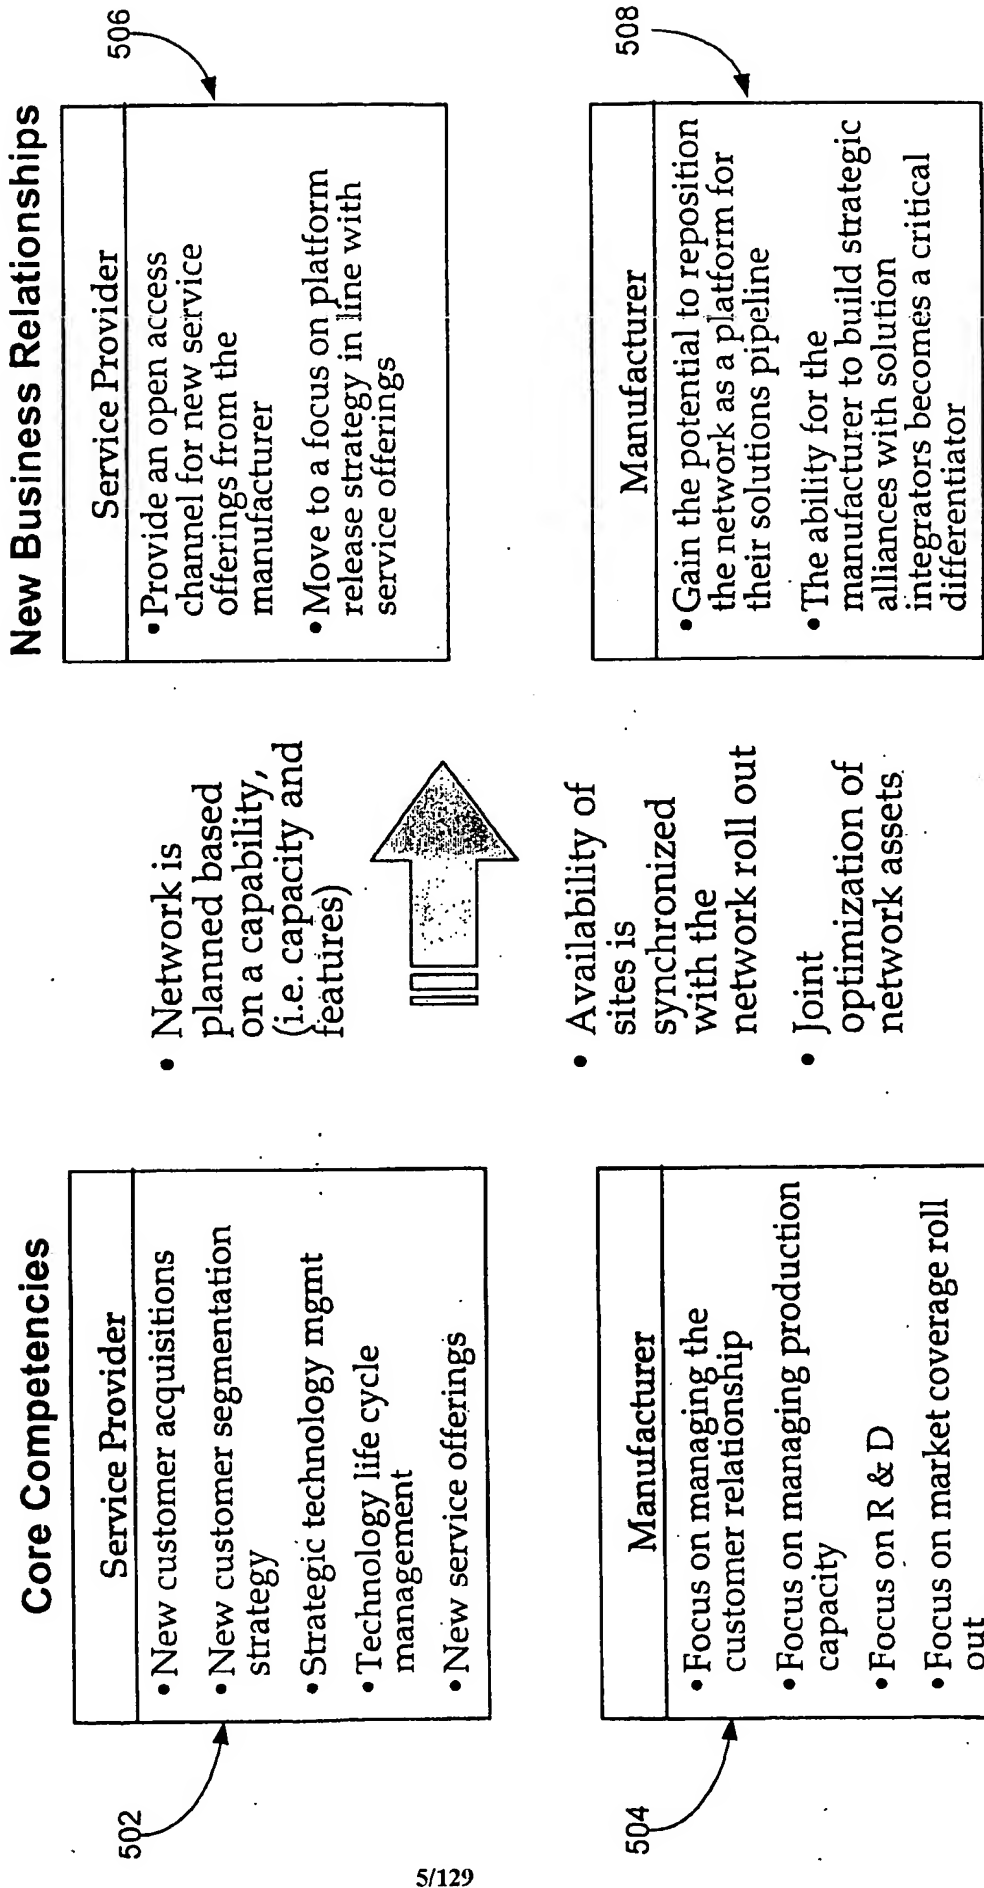 Core Competencies
502
Service Provider
• New customer acquisitions
• New customer segmentation
strategy
• Strategic technology mgmt
• Technology life cycle
management
• New service offerings
504
Manufacturer
• Focus on managing the
customer relationship
• Focus on managing production
capacity
• Focus on R & D
• Focus on market coverage roll
out
• Network is
planned based
on a capability,
(i.e. capacity and
features)
• Availability of
sites is
synchronized
with the
network roll out
• Joint
optimization of
network assets
New Business Relationships
506
Service Provider
• Provide an open access
channel for new service
offerings from the
manufacturer
• Move to a focus on platform
release strategy in line with
service offerings
508
Manufacturer
• Gain the potential to reposition
the network as a platform for
their solutions pipeline
• The ability for the
manufacturer to build strategic
alliances with solution
integrators becomes a critical
differentiator
5/129